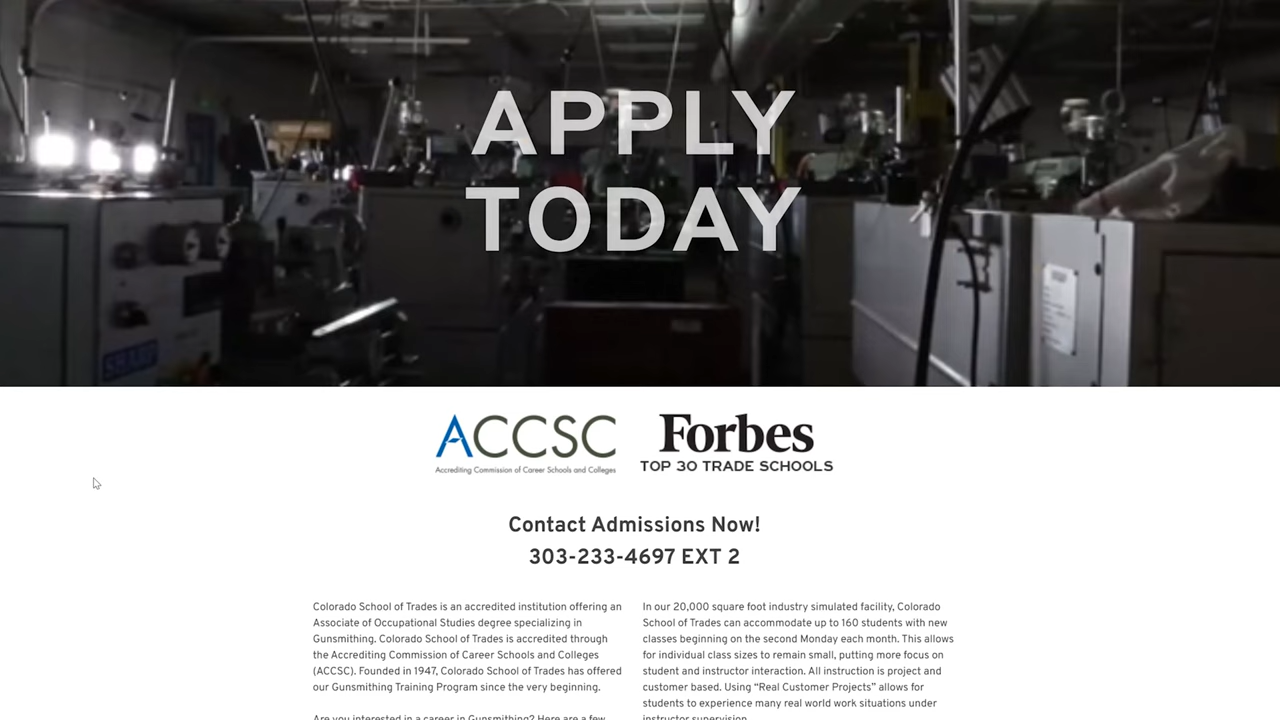 APPLY
TODAY
SHARP
ACCSC
Accrediting Commission of Career Schools and Colleges
Forbes
TOP 30 TRADE SCHOOLS
Contact Admissions Now!
303-233-4697 EXT 2
Colorado School of Trades is an accredited institution offering an
Associate of Occupational Studies degree specializing in
Gunsmithing. Colorado School of Trades is accredited through
the Accrediting Commission of Career Schools and Colleges
(ACCSC). Founded in 1947, Colorado School of Trades has offered
our Gunsmithing Training Program since the very beginning.
Are you interested in a career in Gunsmithing? Here are a few
In our 20,000 square foot industry simulated facility, Colorado
School of Trades can accommodate up to 160 students with new
classes beginning on the second Monday each month. This allows
for individual class sizes to remain small, putting more focus on
student and instructor interaction. All instruction is project and
customer based. Using “Real Customer Projects” allows for
students to experience many real world work situations under
instructor supervision.